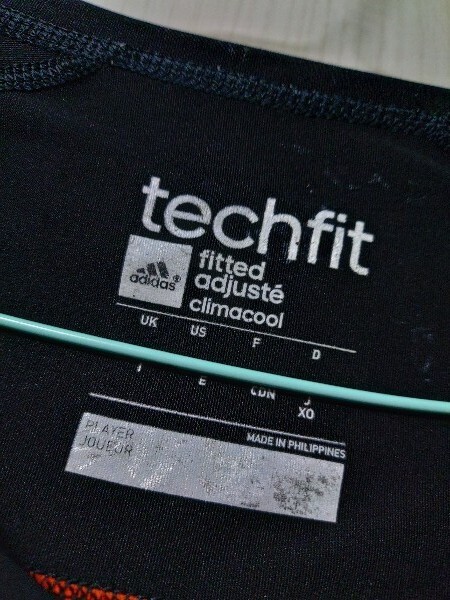 techfit
adidas
fitted
adjusté
climacool
UK US F D
E CDN J
XO
PLAYER
JOUEUR
MADE IN PHILIPPINES